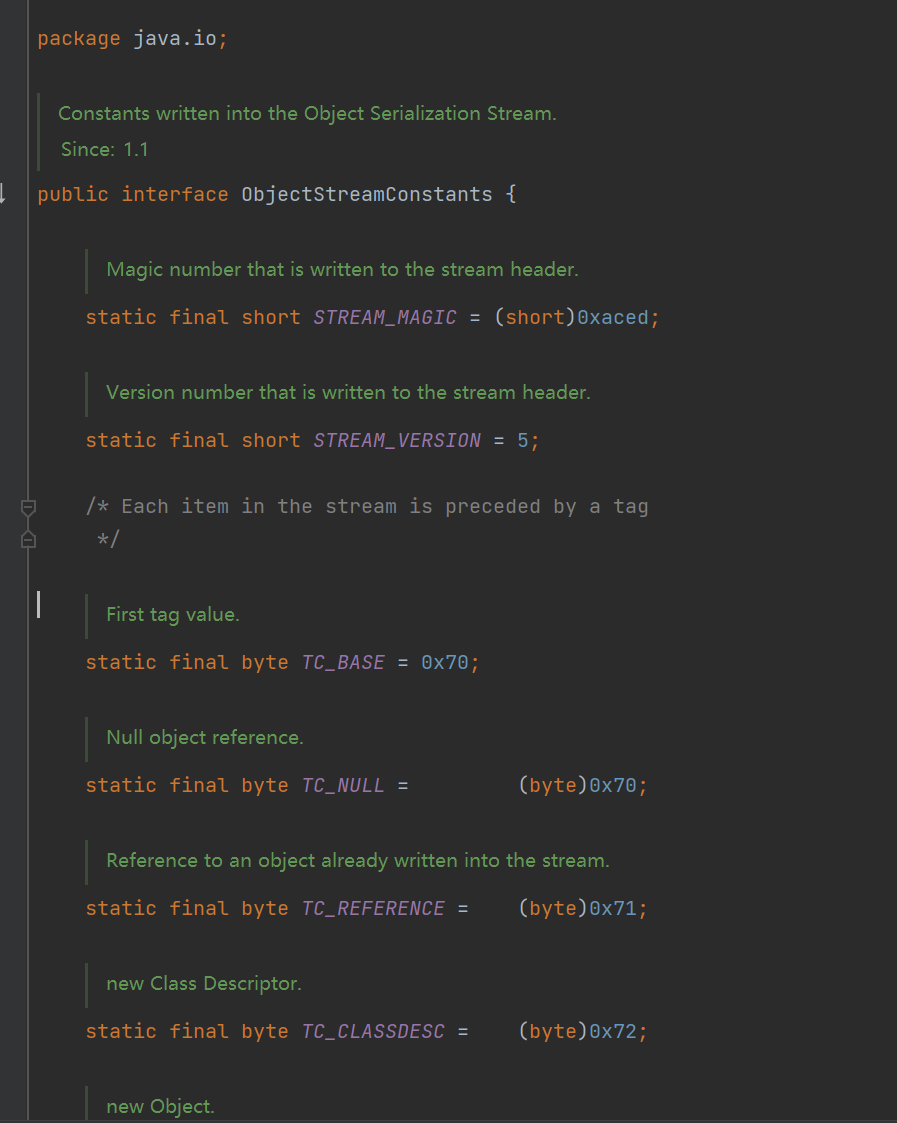 package java.io;
Constants written into the Object Serialization Stream.
Since: 1.1
public interface ObjectStreamConstants {
Magic number that is written to the stream header.
static final short STREAM_MAGIC = (short)0xaced;
Version number that is written to the stream header.
static final short STREAM_VERSION = 5;
/* Each item in the stream is preceded by a tag
*/
First tag value.
static final byte TC_BASE = 0x70;
Null object reference.
static final byte TC_NULL =         (byte)0x70;
Reference to an object already written into the stream.
static final byte TC_REFERENCE =    (byte)0x71;
new Class Descriptor.
static final byte TC_CLASSDESC =    (byte)0x72;
new Object.